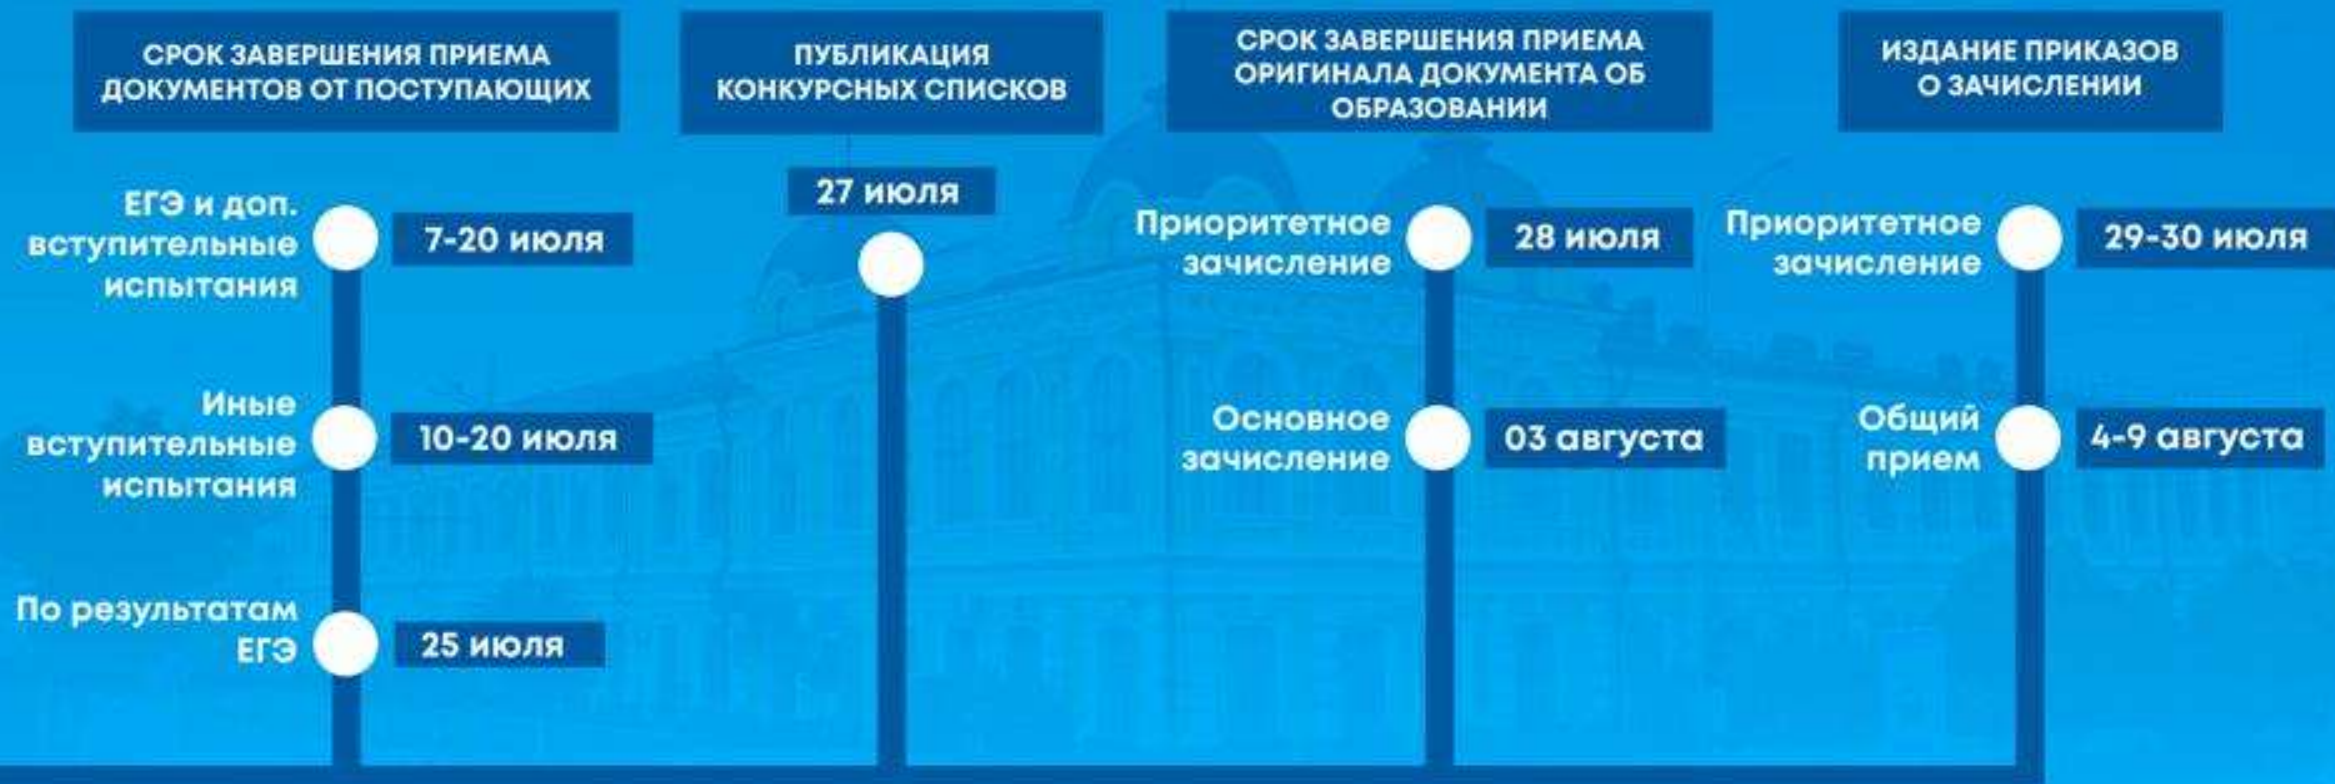 СРОК ЗАВЕРШЕНИЯ ПРИЕМА
ДОКУМЕНТОВ ОТ ПОСТУПАЮЩИХ
ЕГЭ и доп.
вступительные
испытания
7-20 июля
Иные
вступительные
испытания
10-20 июля
По результатам
ЕГЭ
25 июля
ПУБЛИКАЦИЯ
КОНКУРСНЫХ СПИСКОВ
27 июля
СРОК ЗАВЕРШЕНИЯ ПРИЕМА
ОРИГИНАЛА ДОКУМЕНТА ОБ
ОБРАЗОВАНИИ
Приоритетное
зачисление
28 июля
Основное
зачисление
03 августа
ИЗДАНИЕ ПРИКАЗОВ
О ЗАЧИСЛЕНИИ
Приоритетное
зачисление
29-30 июля
Общий
прием
4-9 августа